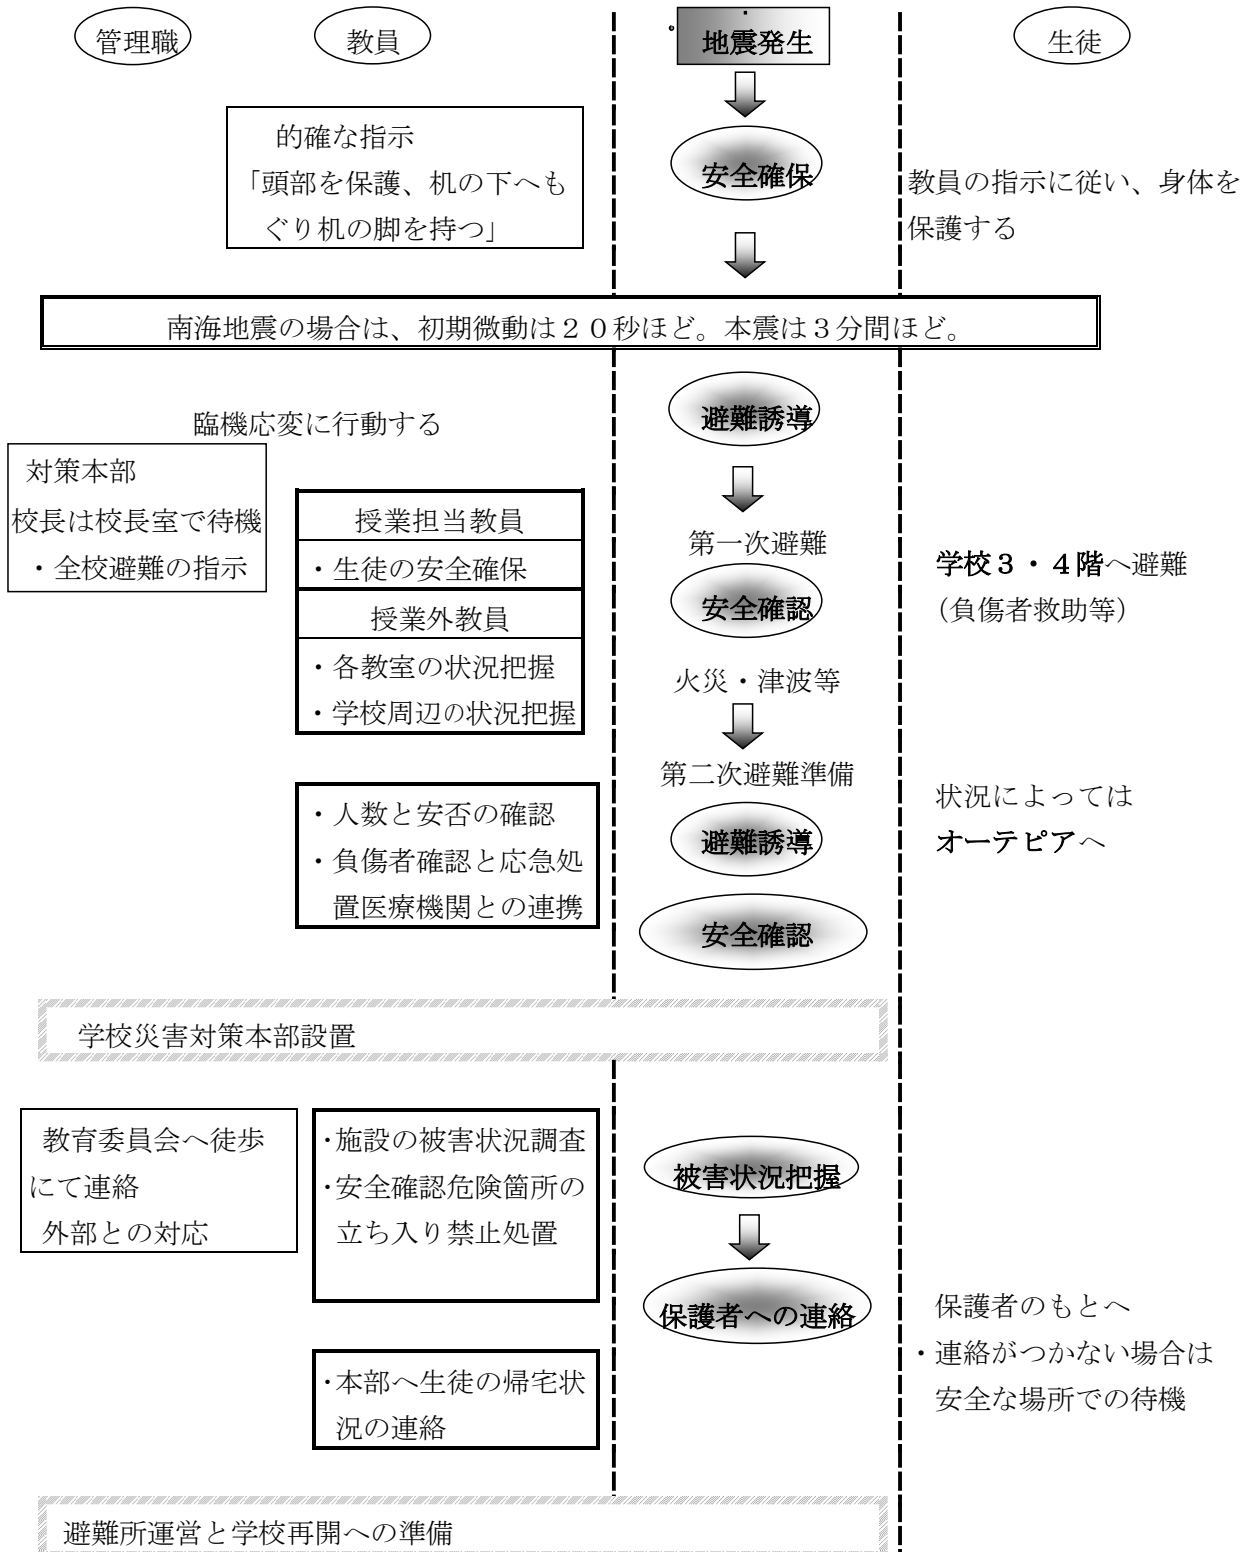 管理職
教員
地震発生
生徒
的確な指示
「頭部を保護、机の下へも
ぐり机の脚を持つ」
安全確保
教員の指示に従い、身体を
保護する
南海地震の場合は、初期微動は２０秒ほど。本震は３分間ほど。
避難誘導
臨機応変に行動する
対策本部
校長は校長室で待機
・全校避難の指示
授業担当教員
・生徒の安全確保
授業外教員
・各教室の状況把握
・学校周辺の状況把握
第一次避難
安全確認
学校３・４階へ避難
（負傷者救助等）
火災・津波等
第二次避難準備
・人数と安否の確認
・負傷者確認と応急処
置医療機関との連携
避難誘導
安全確認
状況によっては
オーテピアへ
学校災害対策本部設置
教育委員会へ徒歩
にて連絡
外部との対応
・施設の被害状況調査
・安全確認危険箇所の
立ち入り禁止処置
被害状況把握
保護者への連絡
保護者のもとへ
・連絡がつかない場合は
安全な場所での待機
・本部へ生徒の帰宅状
況の連絡
避難所運営と学校再開への準備